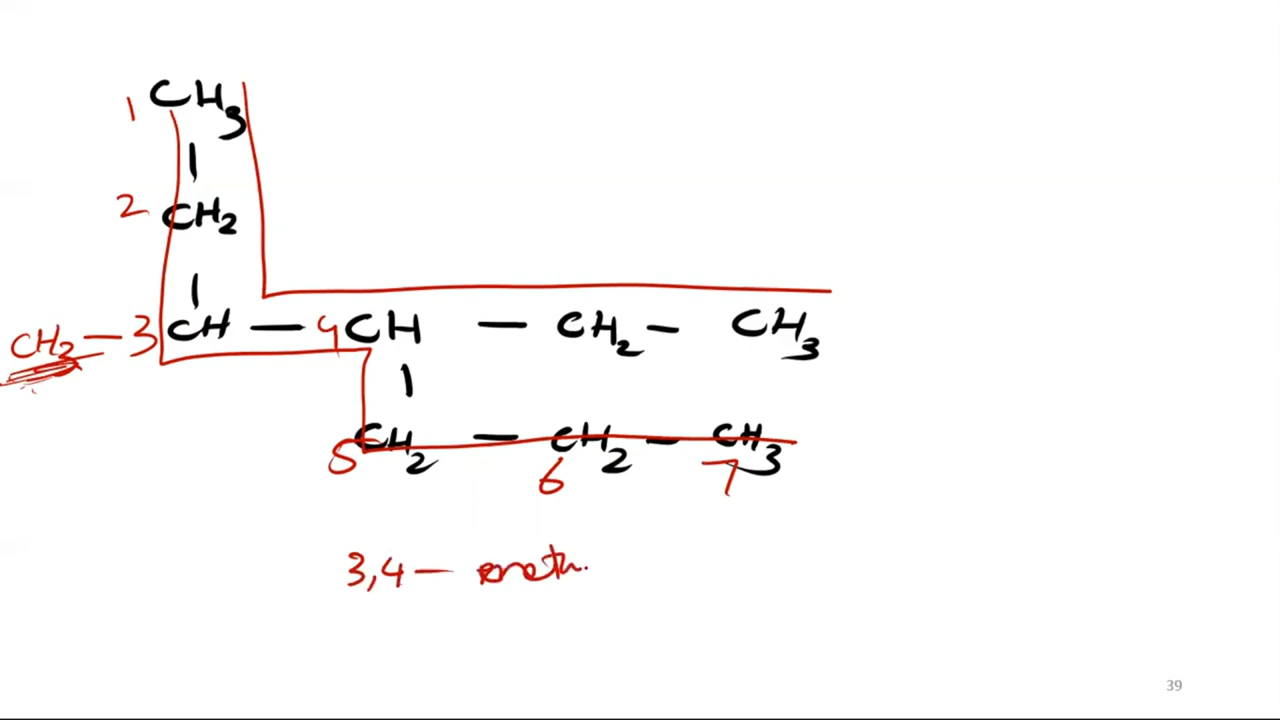 1 CH3
2 CH2
CH2 - 3 CH - 4 CH - CH2 - CH3
5 CH2 - CH2 - CH3
6 7
3,4 -
39